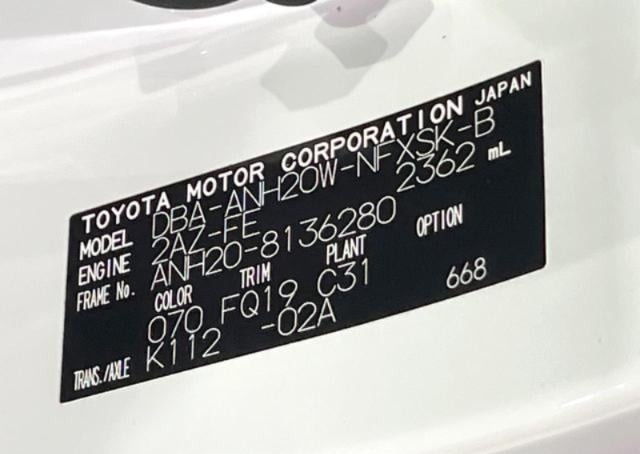 TOYOTA MOTOR CORPORATION JAPAN
MODEL DBA-ANH20W-NFXSK-B
ENGINE 2AZ-FE 2362 mL
FRAME No. ANH20-8136280
COLOR TRIM PLANT OPTION
070 FQ19 C31 668
TRANS./AXLE K112 -02A